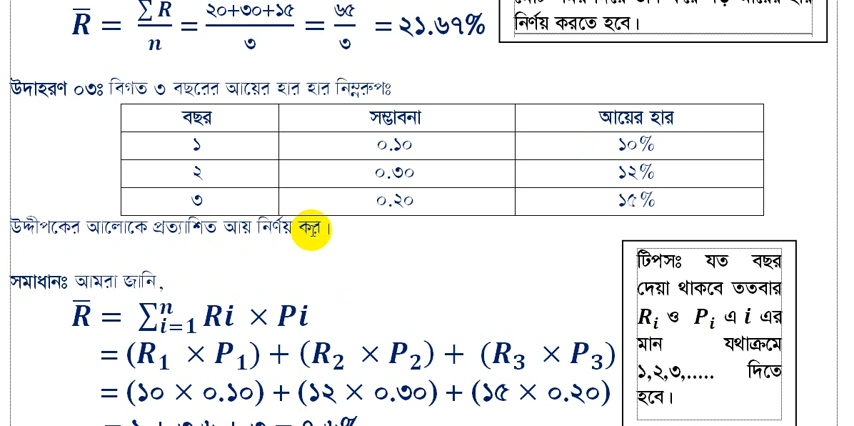 R̅ = ∑ R / n = ২০+৩০+১৫ / ৩ = ৬৫ / ৩ = ২১.৬৭%
নির্ণয় করতে হবে।
উদাহরণ ০৩ঃ বিগত ৩ বছরের আয়ের হার হার নিম্নরুপঃ
বছর সম্ভাবনা আয়ের হার
১ ০.১০ ১০%
২ ০.৩০ ১২%
৩ ০.২০ ১৫%
উদ্দীপকের আলোকে প্রত্যাশিত আয় নির্ণয় কর।
সমাধানঃ আমরা জানি,
R̅ = ∑ⁿᵢ₌₁ Ri × Pi
= (R₁ × P₁) + (R₂ × P₂) + (R₃ × P₃)
= (১০ × ০.১০) + (১২ × ০.৩০) + (১৫ × ০.২০)
টিপসঃ যত বছর
দেয়া থাকবে ততবার
Rᵢ ও Pᵢ এ i এর
মান যথাক্রমে
১,২,৩,..... দিতে
হবে।